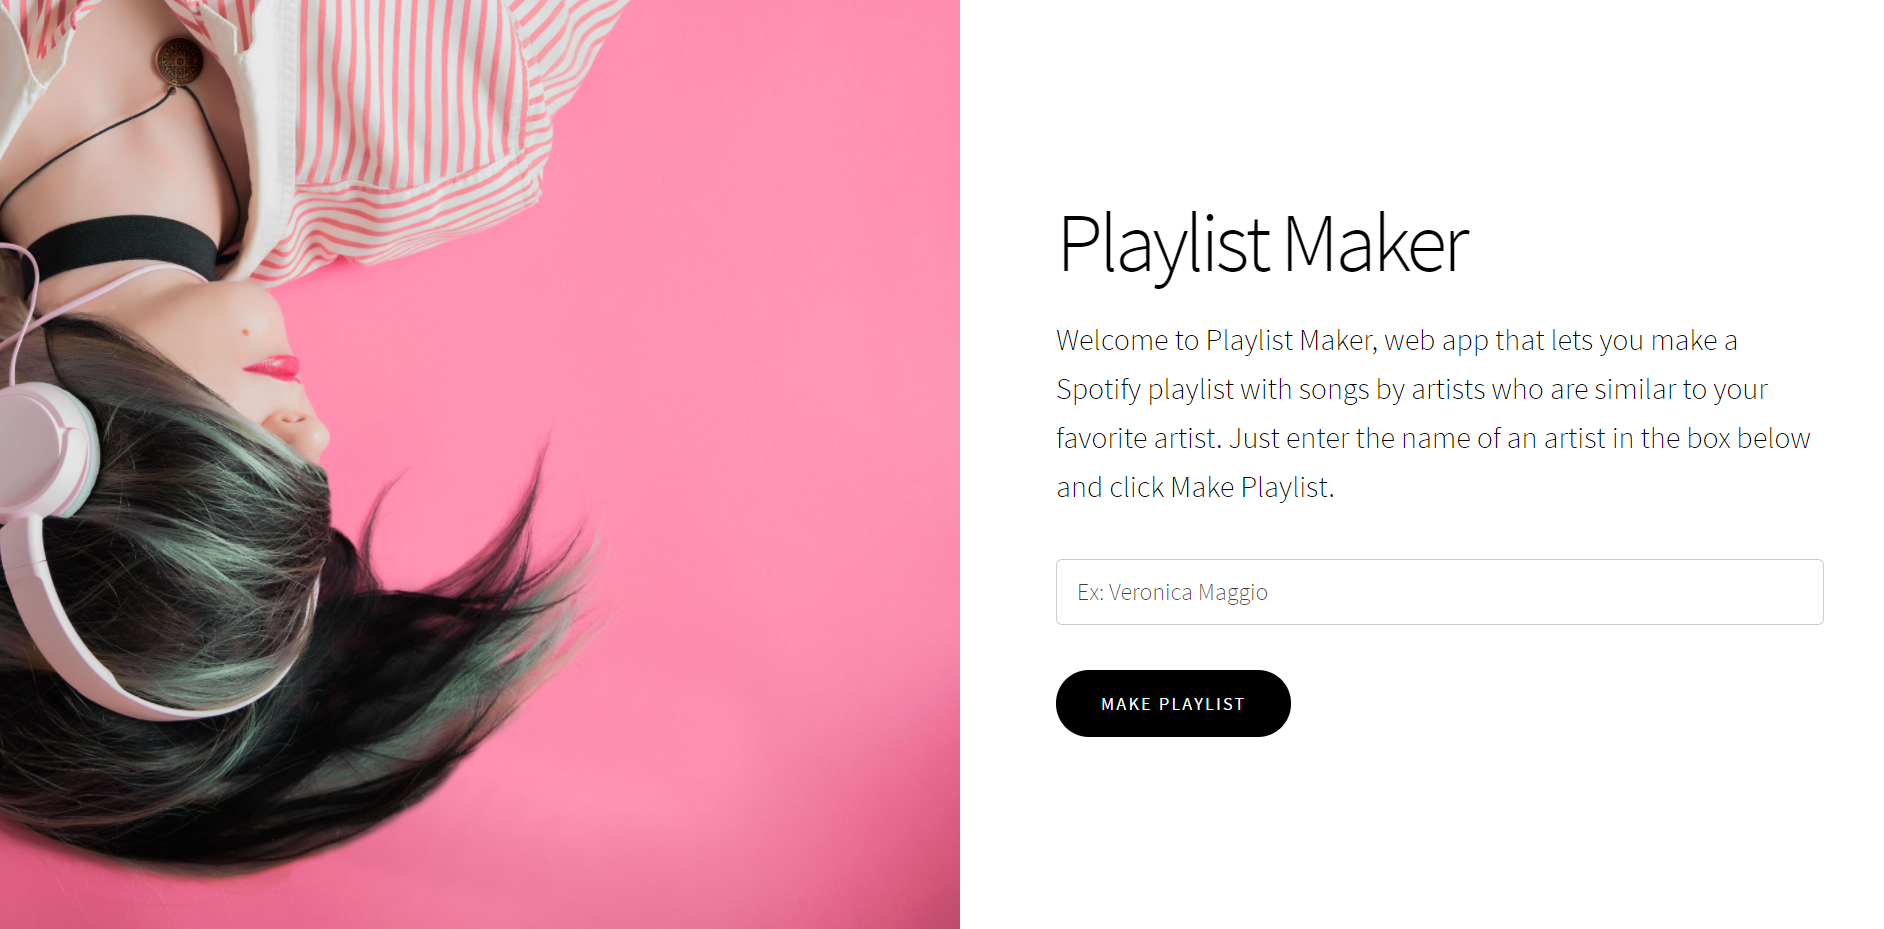 Playlist Maker
Welcome to Playlist Maker, web app that lets you make a
Spotify playlist with songs by artists who are similar to your
favorite artist. Just enter the name of an artist in the box below
and click Make Playlist.
Ex: Veronica Maggio
MAKE PLAYLIST